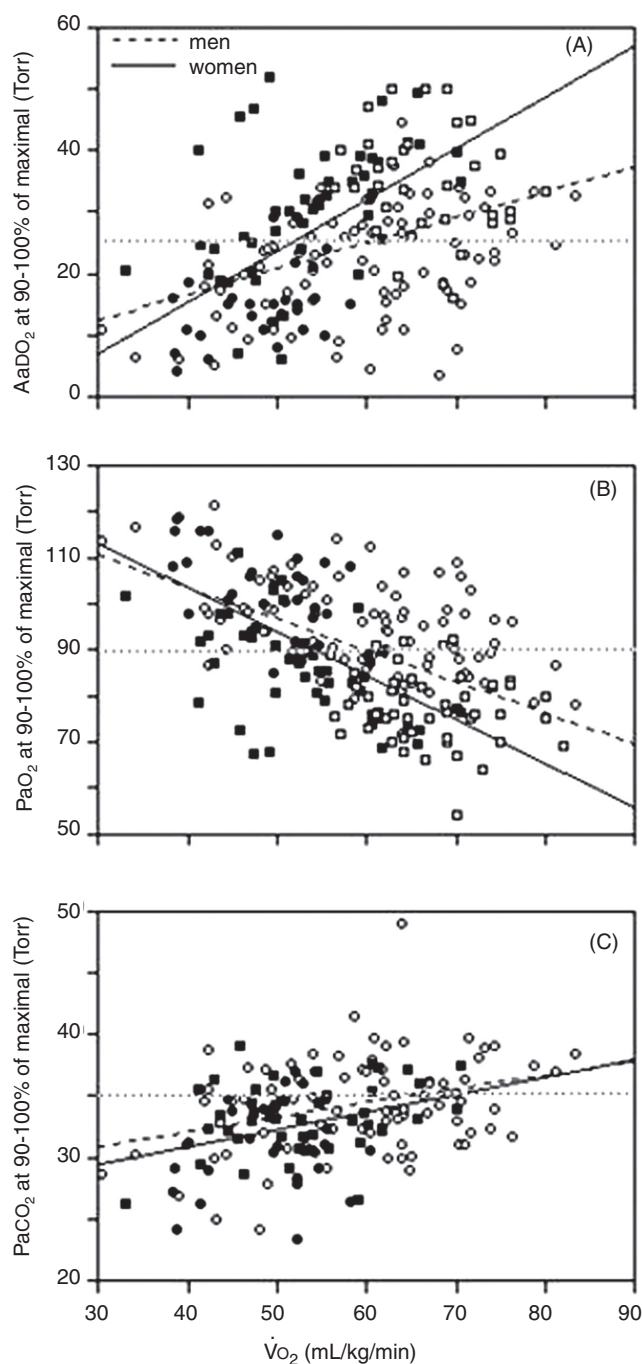 60
men
women
(A)
40
20
0
AaDO2 at 90-100% of maximal (Torr)
130
(B)
110
90
70
50
PaO2 at 90-100% of maximal (Torr)
50
(C)
40
30
20
PaCO2 at 90-100% of maximal (Torr)
30 40 50 60 70 80 90
V̇O2 (mL/kg/min)